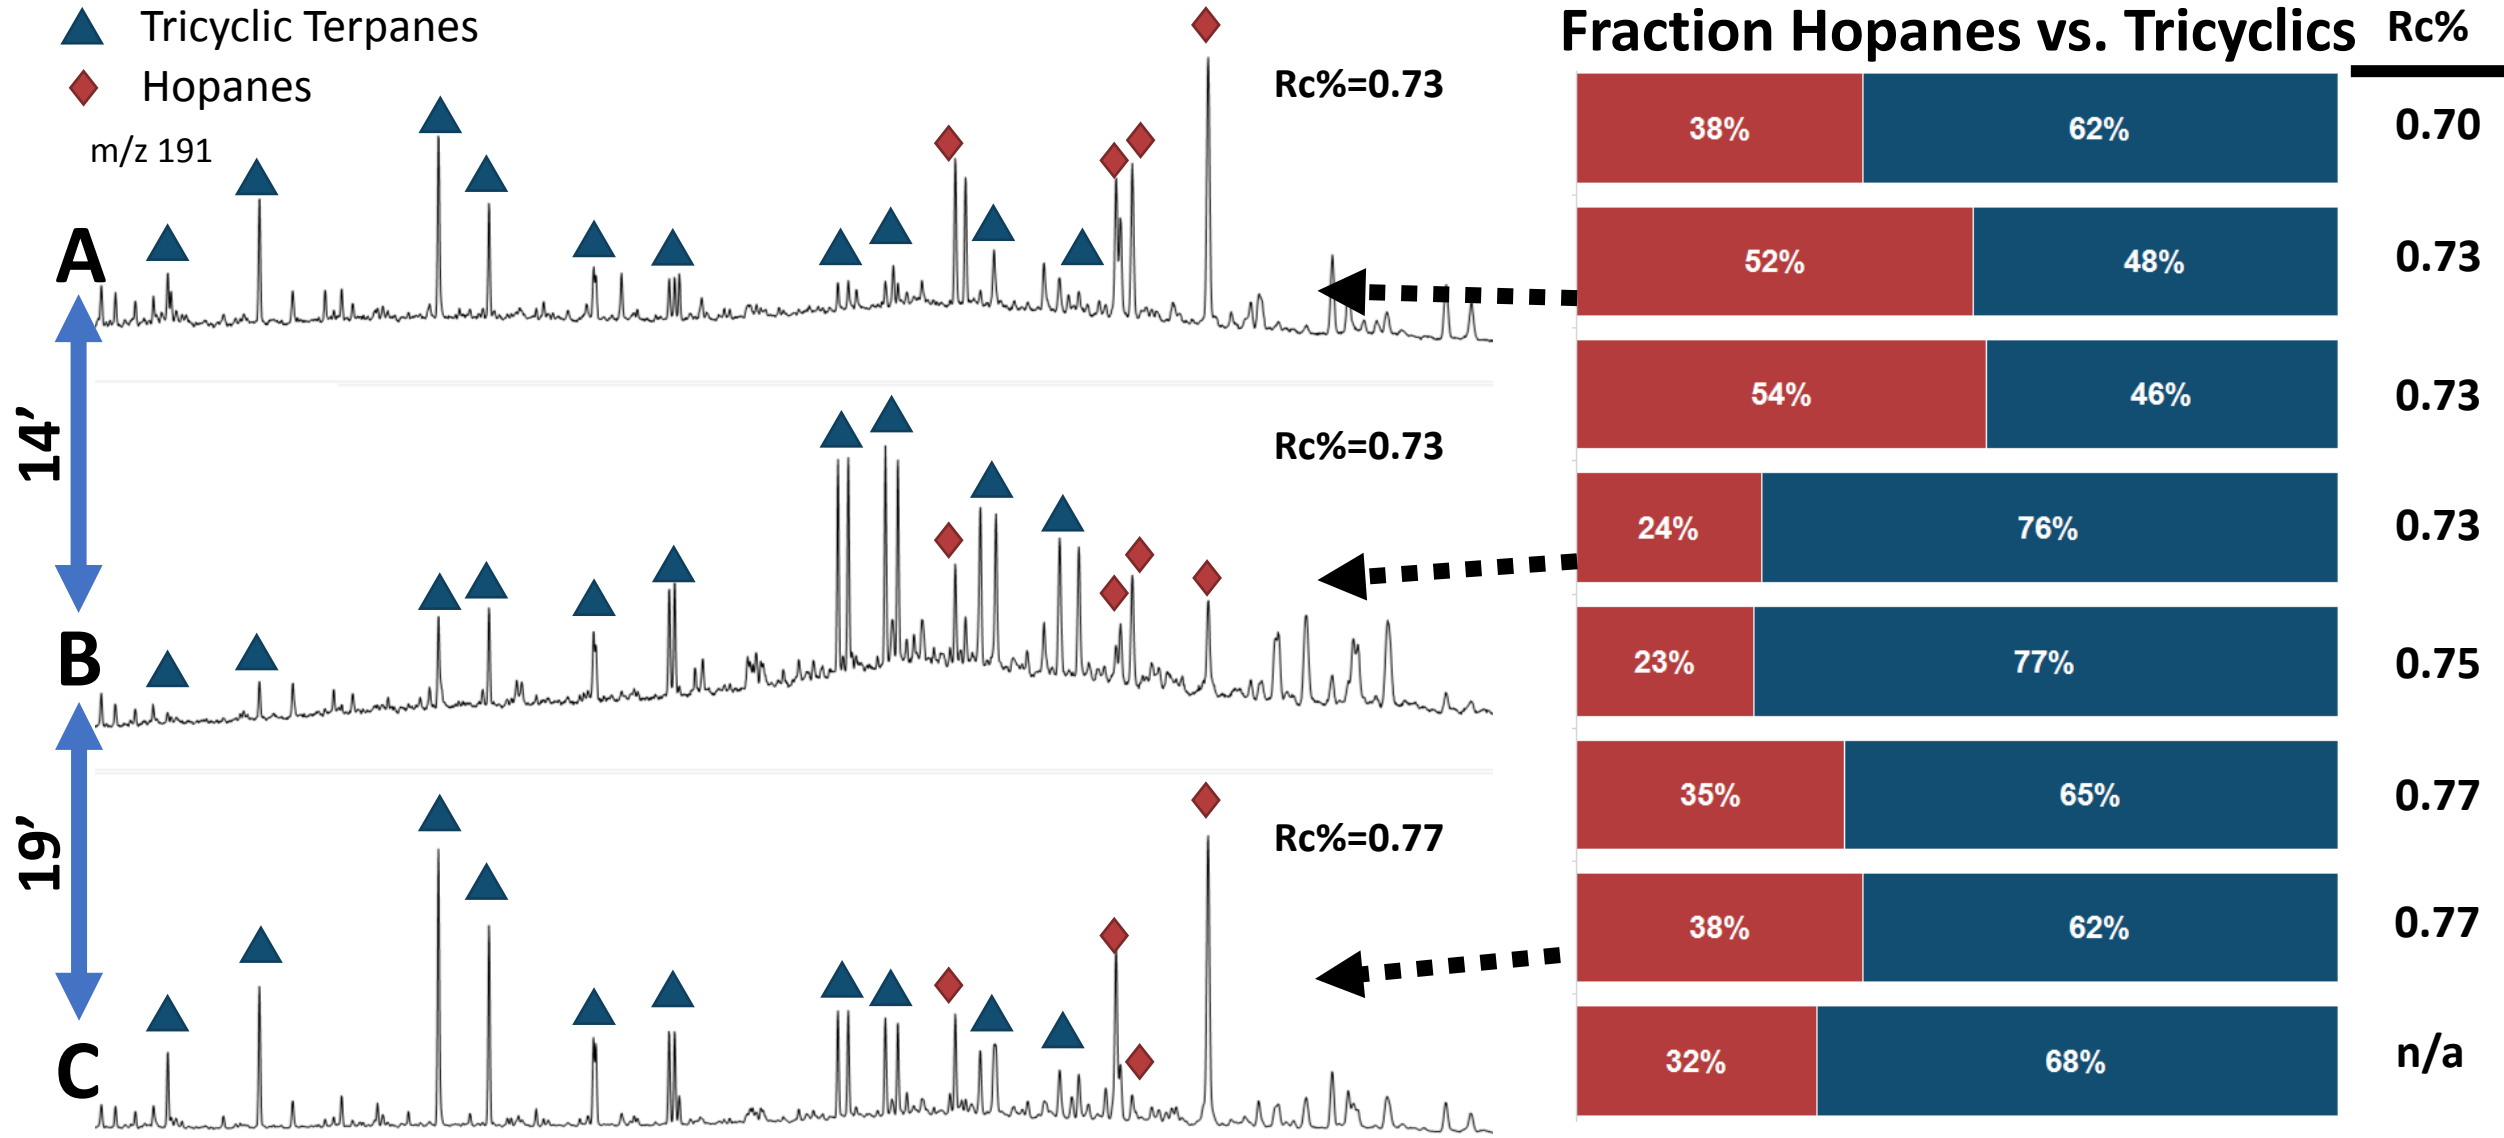 Tricyclic Terpanes
Hopanes
m/z 191
A
Rc%=0.73
14’
B
Rc%=0.73
19’
C
Rc%=0.77
Fraction Hopanes vs. Tricyclics Rc%
38% 62% 0.70
52% 48% 0.73
54% 46% 0.73
24% 76% 0.73
23% 77% 0.75
35% 65% 0.77
38% 62% 0.77
32% 68% n/a